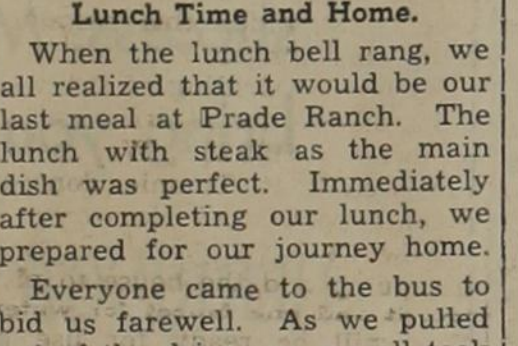 Lunch Time and Home.
When the lunch bell rang, we
all realized that it would be our
last meal at Prade Ranch. The
lunch with steak as the main
dish was perfect. Immediately
after completing our lunch, we
prepared for our journey home.
Everyone came to the bus to
bid us farewell. As we pulled